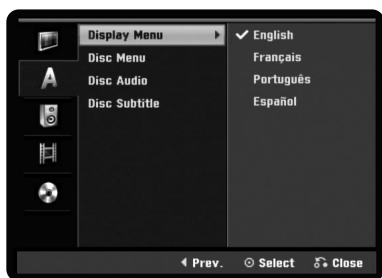 Display Menu
Disc Menu
Disc Audio
Disc Subtitle
English
Français
Português
Español
A
Prev. Select Close